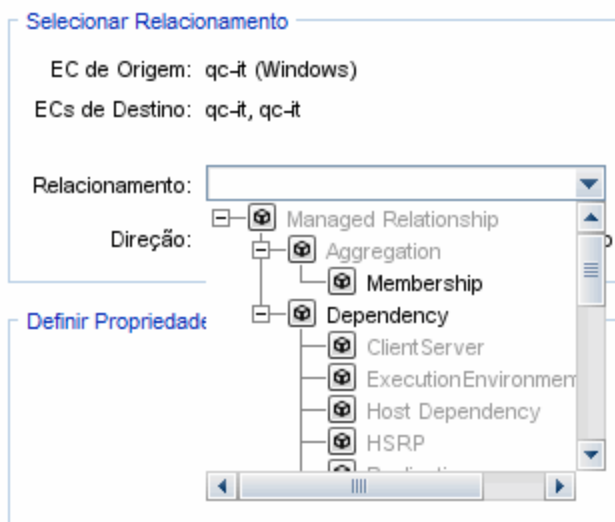 Selecionar Relacionamento
EC de Origem: qc-it (Windows)
ECs de Destino: qc-it, qc-it
Relacionamento:
Managed Relationship
Direção:
Aggregation
Membership
Definir Propriedade
Dependency
ClientServer
ExecutionEnvironmen
Host Dependency
HSRP